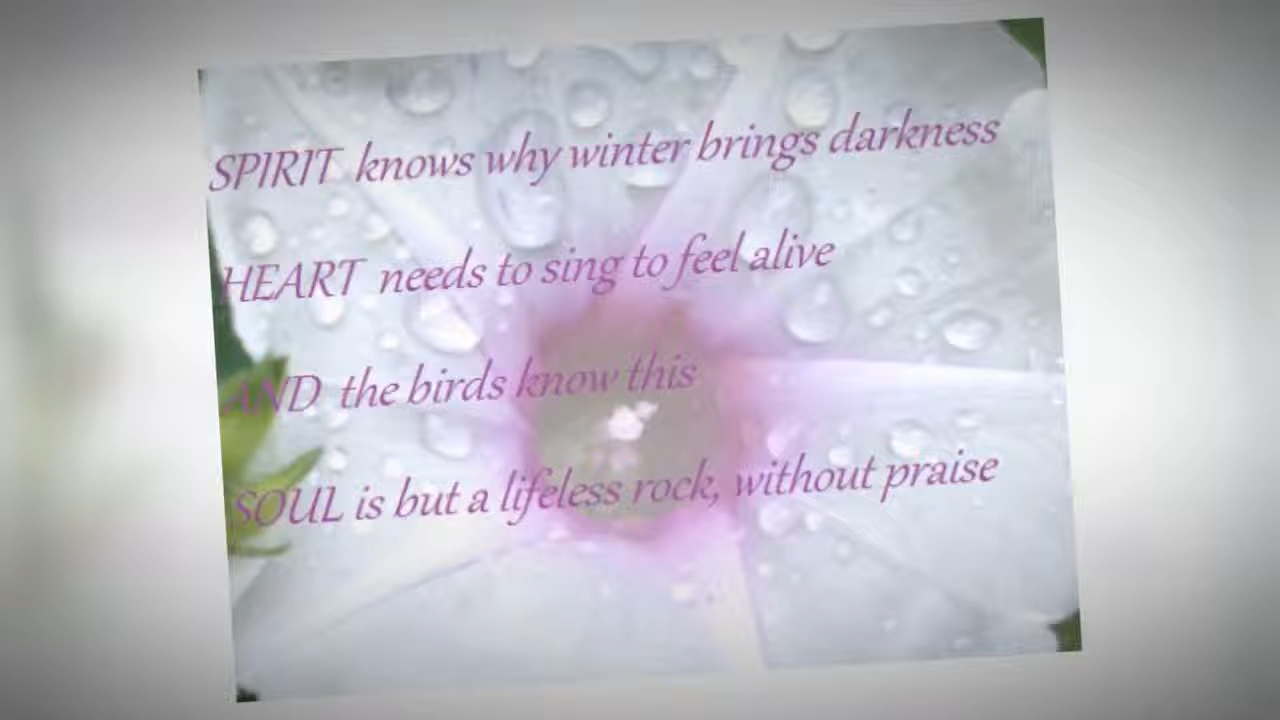 SPIRIT knows why winter brings darkness
HEART needs to sing to feel alive
AND the birds know this
SOUL is but a lifeless rock, without praise